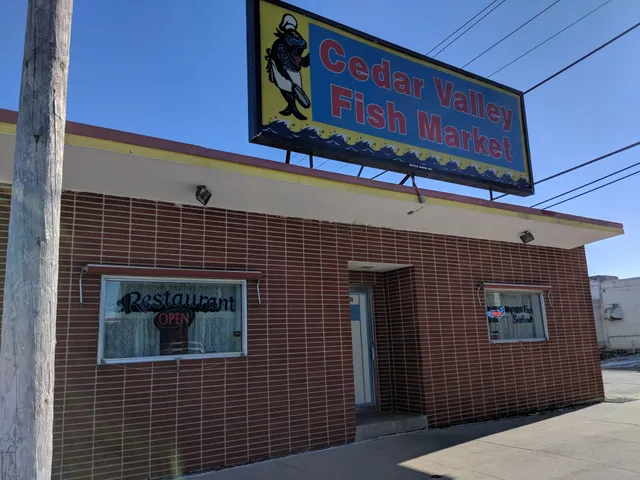 Cedar Valley
Fish Market
Restaurant
OPEN
Seafood